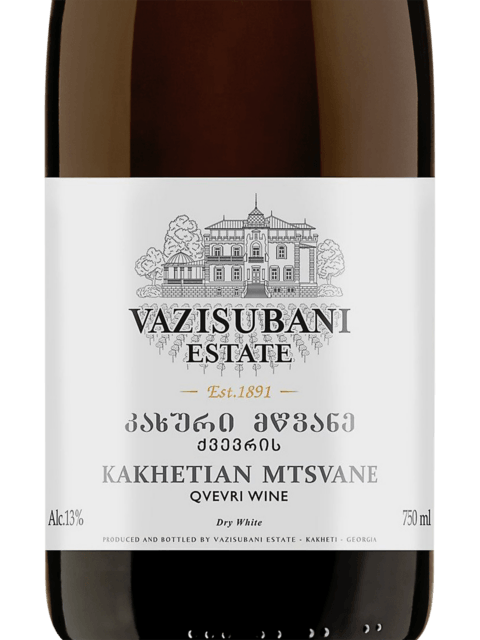 VAZISUBANI
ESTATE
— Est.1891 —
კახური მწვანე
ქვევრის
KAKHETIAN MTSVANE
QVEVRI WINE
Alc.13%
750 ml
Dry White
PRODUCED AND BOTTLED BY VAZISUBANI ESTATE - KAKHETI - GEORGIA